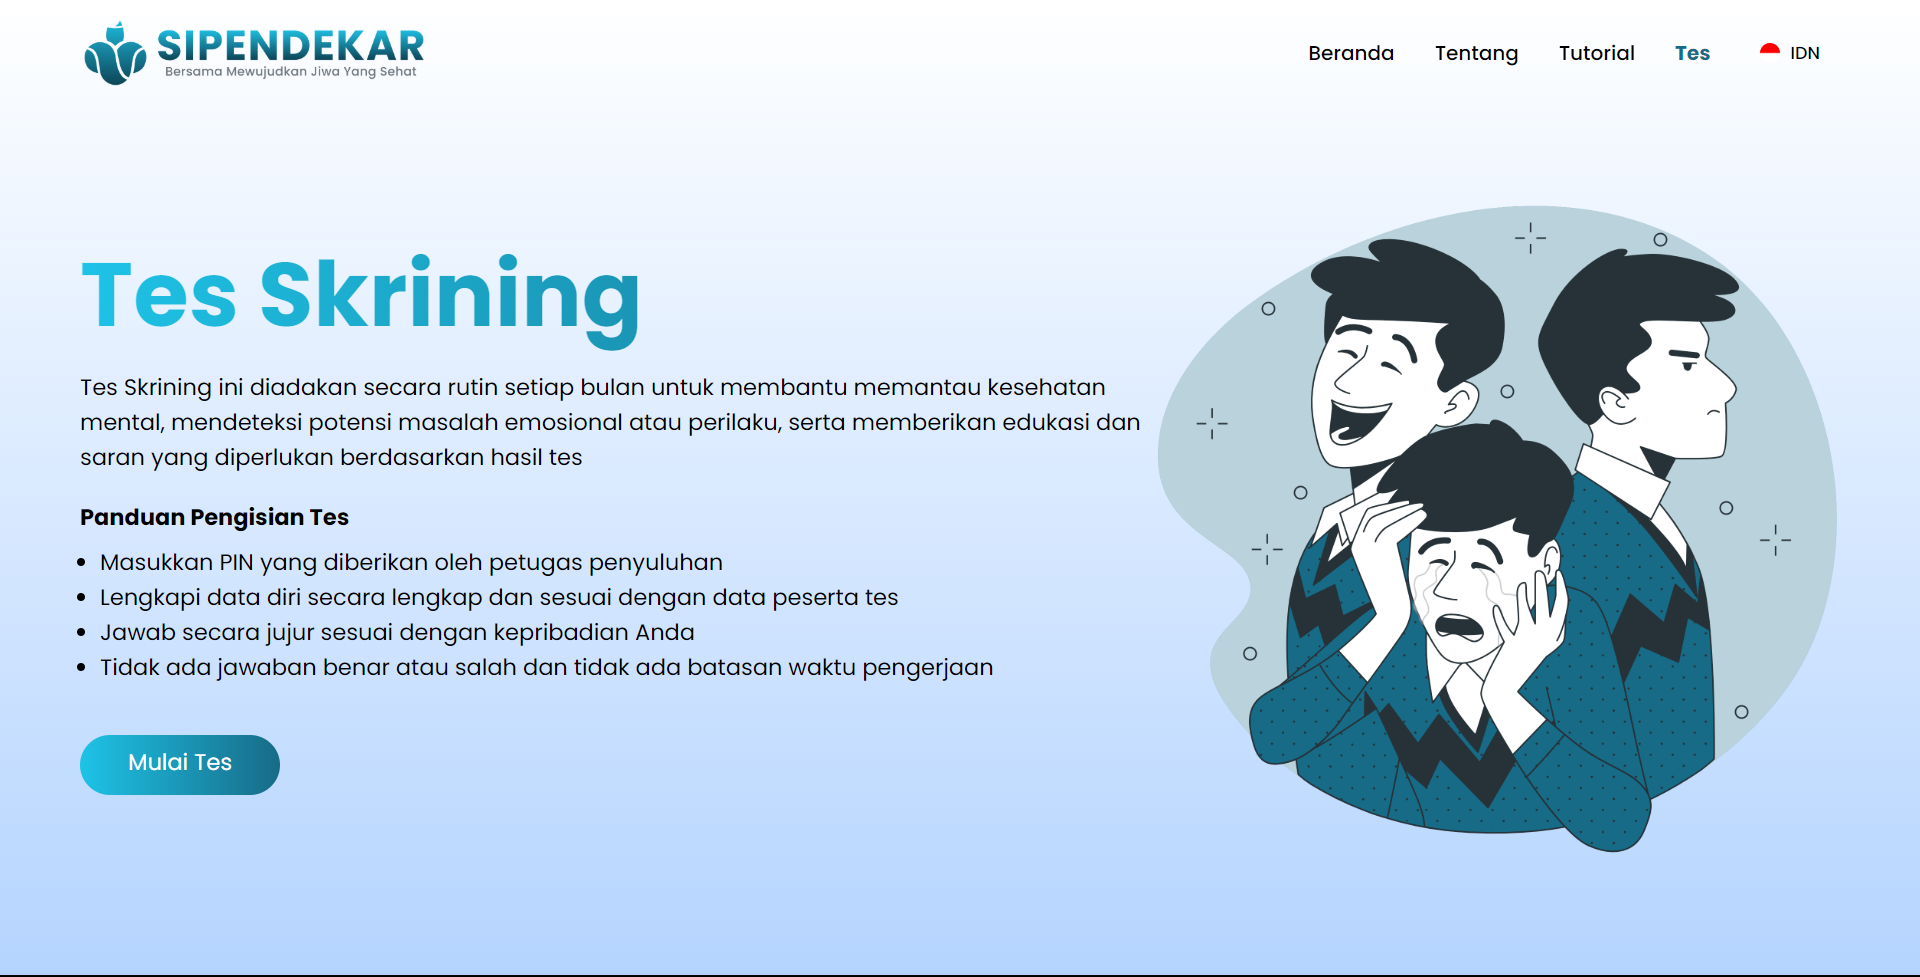 SIPENDEKAR
Bersama Mewujudkan Jiwa Yang Sehat
Beranda
Tentang
Tutorial
Tes
IDN
Tes Skrining
Tes Skrining ini diadakan secara rutin setiap bulan untuk membantu memantau kesehatan
mental, mendeteksi potensi masalah emosional atau perilaku, serta memberikan edukasi dan
saran yang diperlukan berdasarkan hasil tes
Panduan Pengisian Tes
Masukkan PIN yang diberikan oleh petugas penyuluhan
Lengkapi data diri secara lengkap dan sesuai dengan data peserta tes
Jawab secara jujur sesuai dengan kepribadian Anda
Tidak ada jawaban benar atau salah dan tidak ada batasan waktu pengerjaan
Mulai Tes